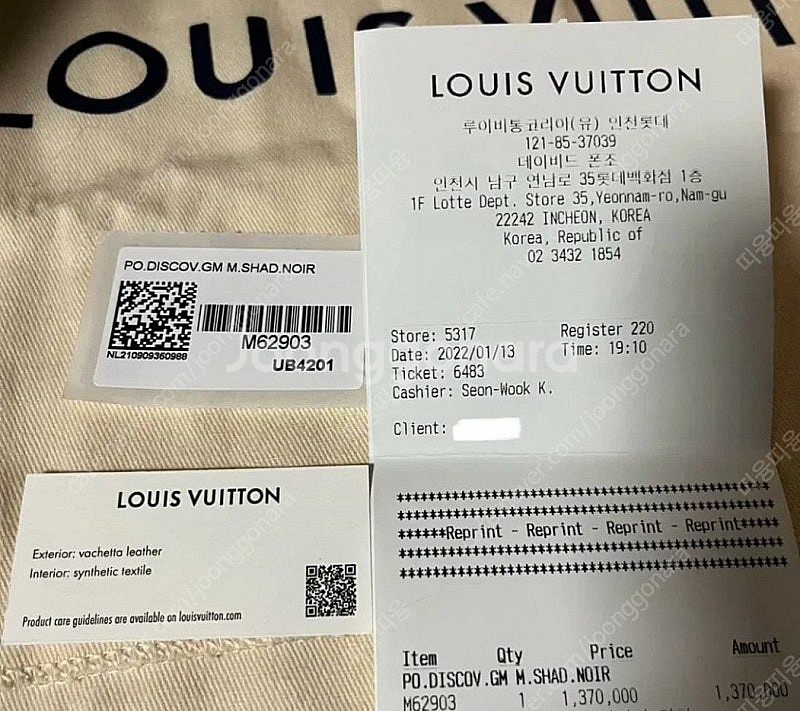 LOUIS VUITTON
PO.DISCOV.GM M.SHAD.NOIR
M62903
NL210909360988
UB4201
LOUIS VUITTON
Exterior: vachetta leather
Interior: synthetic textile
Product care guidelines are available on louisvuitton.com
LOUIS VUITTON
루이비통코리아(유) 인천롯데
121-85-37039
데이비드 폰조
인천시 남구 연남로 35롯데백화점 1층
1F Lotte Dept. Store 35,Yeonnam-ro,Nam-gu
22242 INCHEON, KOREA
Korea, Republic of
02 3432 1854
Store: 5317 Register 220
Date: 2022/01/13 Time: 19:10
Ticket: 6483
Cashier: Seon-Wook K.
Client:
******************************************
******************************************
******Reprint - Reprint - Reprint - Reprint*****
******************************************
******************************************
Item Qty Price Amount
PO.DISCOV.GM M.SHAD.NOIR
M62903 1 1,370,000 1,370,000
Joonggonara